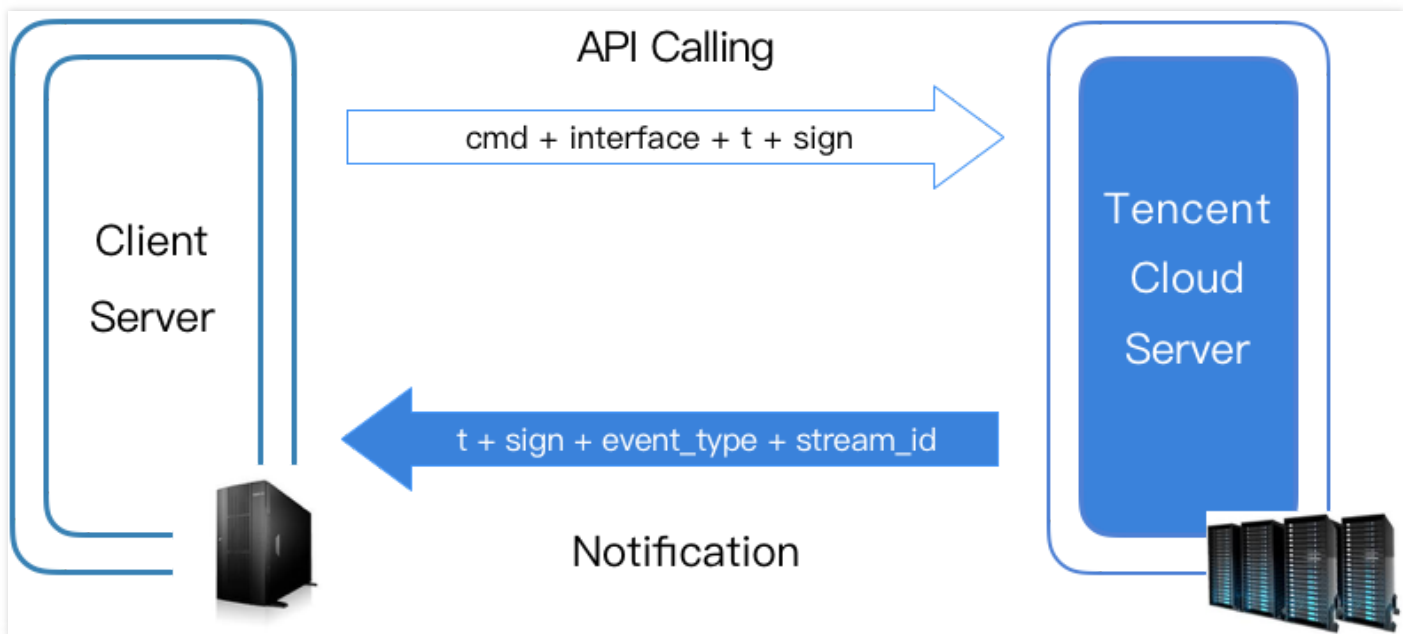 API Calling
cmd + interface + t + sign
Client
Server
Tencent
Cloud
Server
t + sign + event_type + stream_id
Notification